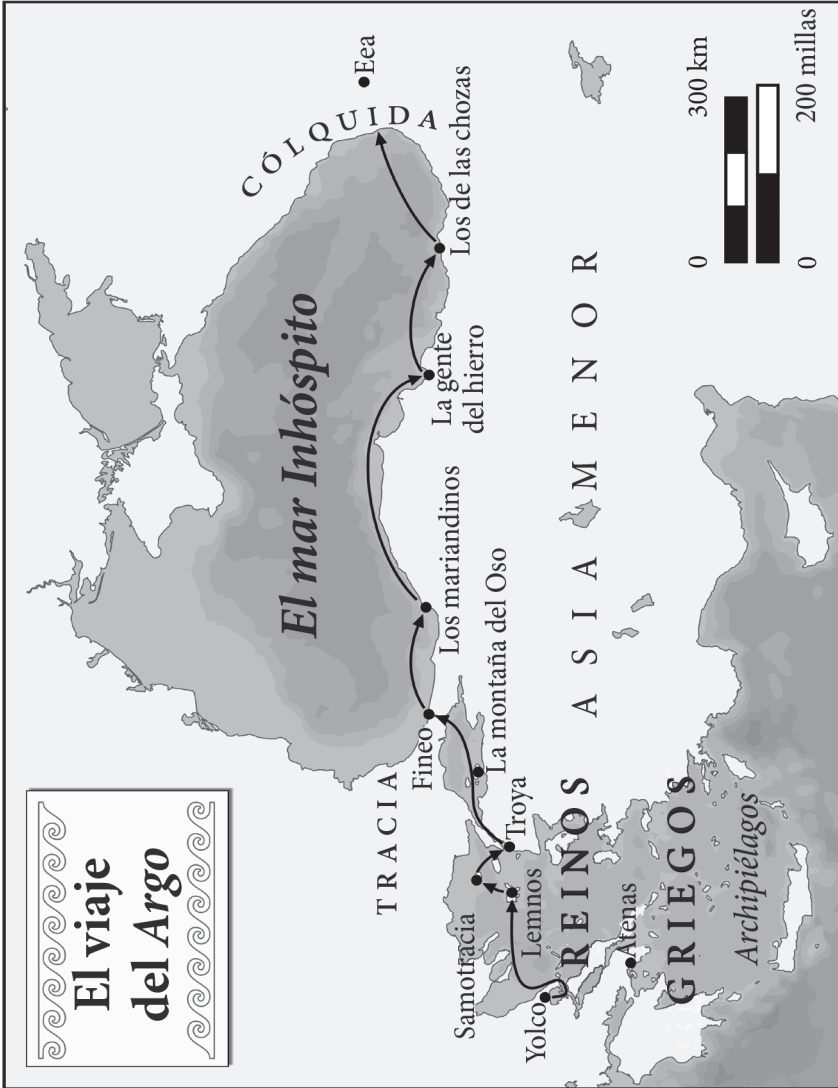 El viaje
del Argo
TRACIA
CÓLQUIDA
Eea
El mar Inhóspito
Fineo
Los mariandinos
La gente
del hierro
Los de las chozas
La montaña del Oso
Samotracia
Troya
Lemnos
Yolco
REINOS
GRIEGOS
ASIA MENOR
Atenas
Archipiélagos
0 300 km
0 200 millas